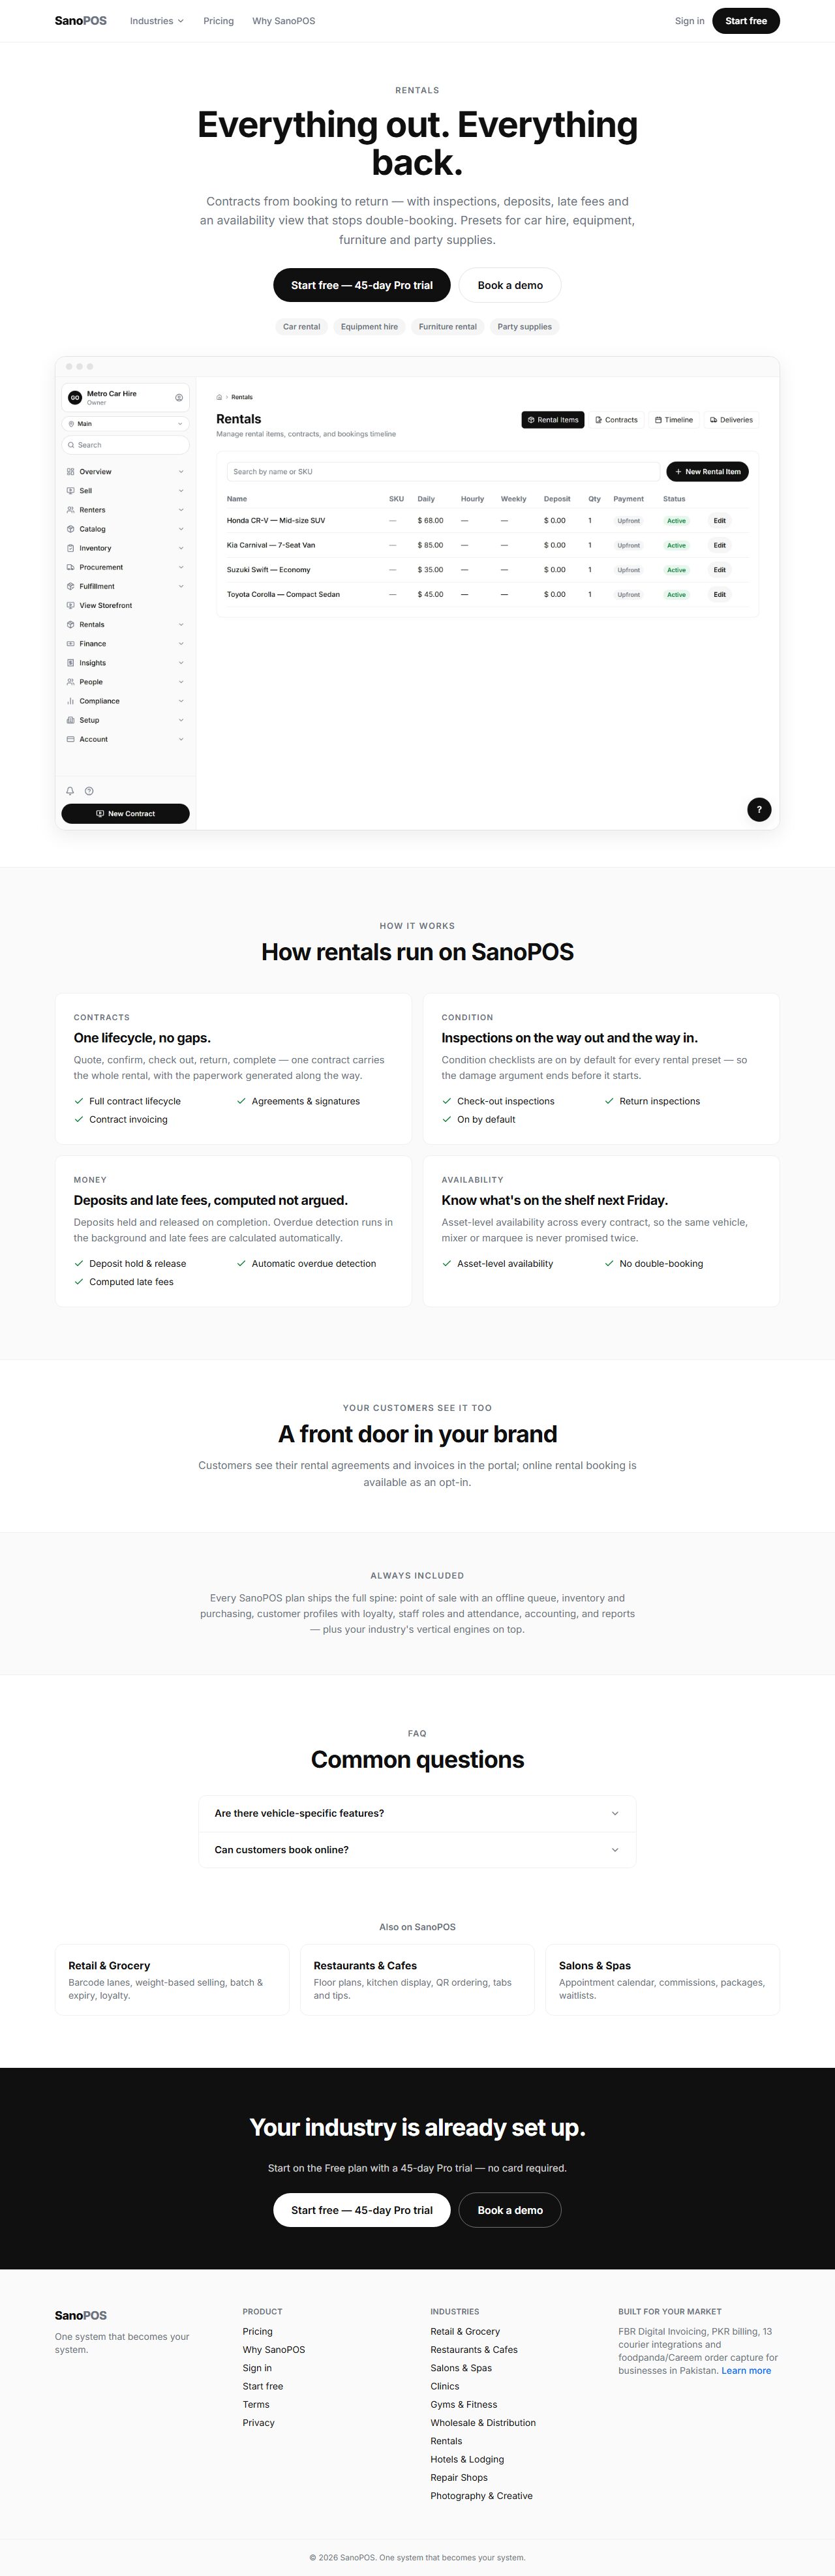 SanoPOS
Industries
Pricing
Why SanoPOS
Sign in
Start free
RENTALS
Everything out. Everything
back.
Contracts from booking to return — with inspections, deposits, late fees and
an availability view that stops double-booking. Presets for car hire, equipment,
furniture and party supplies.
Start free — 45-day Pro trial
Book a demo
Car rental
Equipment hire
Furniture rental
Party supplies
GO
Metro Car Hire
Owner
Main
Search
Overview
Sell
Renters
Catalog
Inventory
Procurement
Fulfillment
View Storefront
Rentals
Finance
Insights
People
Compliance
Setup
Account
New Contract
Rentals
Rentals
Manage rental items, contracts, and bookings timeline
Rental Items
Contracts
Timeline
Deliveries
Search by name or SKU
New Rental Item
Name SKU Daily Hourly Weekly Deposit Qty Payment Status
Honda CR-V — Mid-size SUV — $ 68.00 — — $ 0.00 1 Upfront Active Edit
Kia Carnival — 7-Seat Van — $ 85.00 — — $ 0.00 1 Upfront Active Edit
Suzuki Swift — Economy — $ 35.00 — — $ 0.00 1 Upfront Active Edit
Toyota Corolla — Compact Sedan — $ 45.00 — — $ 0.00 1 Upfront Active Edit
?
HOW IT WORKS
How rentals run on SanoPOS
CONTRACTS
One lifecycle, no gaps.
Quote, confirm, check out, return, complete — one contract carries
the whole rental, with the paperwork generated along the way.
Full contract lifecycle
Agreements & signatures
Contract invoicing
CONDITION
Inspections on the way out and the way in.
Condition checklists are on by default for every rental preset — so
the damage argument ends before it starts.
Check-out inspections
Return inspections
On by default
MONEY
Deposits and late fees, computed not argued.
Deposits held and released on completion. Overdue detection runs in
the background and late fees are calculated automatically.
Deposit hold & release
Automatic overdue detection
Computed late fees
AVAILABILITY
Know what's on the shelf next Friday.
Asset-level availability across every contract, so the same vehicle,
mixer or marquee is never promised twice.
Asset-level availability
No double-booking
YOUR CUSTOMERS SEE IT TOO
A front door in your brand
Customers see their rental agreements and invoices in the portal; online rental booking is
available as an opt-in.
ALWAYS INCLUDED
Every SanoPOS plan ships the full spine: point of sale with an offline queue, inventory and
purchasing, customer profiles with loyalty, staff roles and attendance, accounting, and reports
— plus your industry's vertical engines on top.
FAQ
Common questions
Are there vehicle-specific features?
Can customers book online?
Also on SanoPOS
Retail & Grocery
Barcode lanes, weight-based selling, batch &
expiry, loyalty.
Restaurants & Cafes
Floor plans, kitchen display, QR ordering, tabs
and tips.
Salons & Spas
Appointment calendar, commissions, packages,
waitlists.
Your industry is already set up.
Start on the Free plan with a 45-day Pro trial — no card required.
Start free — 45-day Pro trial
Book a demo
SanoPOS
One system that becomes your
system.
PRODUCT
Pricing
Why SanoPOS
Sign in
Start free
Terms
Privacy
INDUSTRIES
Retail & Grocery
Restaurants & Cafes
Salons & Spas
Clinics
Gyms & Fitness
Wholesale & Distribution
Rentals
Hotels & Lodging
Repair Shops
Photography & Creative
BUILT FOR YOUR MARKET
FBR Digital Invoicing, PKR billing, 13
courier integrations and
foodpanda/Careem order capture for
businesses in Pakistan. Learn more
© 2026 SanoPOS. One system that becomes your system.